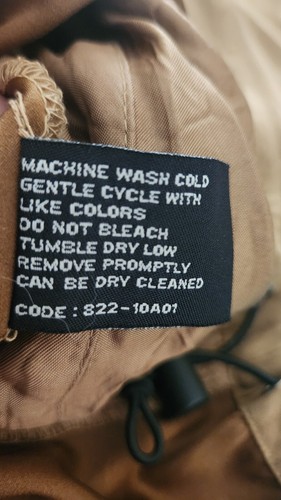 MACHINE WASH COLD
GENTLE CYCLE WITH
LIKE COLORS
DO NOT BLEACH
TUMBLE DRY LOW
REMOVE PROMPTLY
CAN BE DRY CLEANED
CODE : 822-10A01